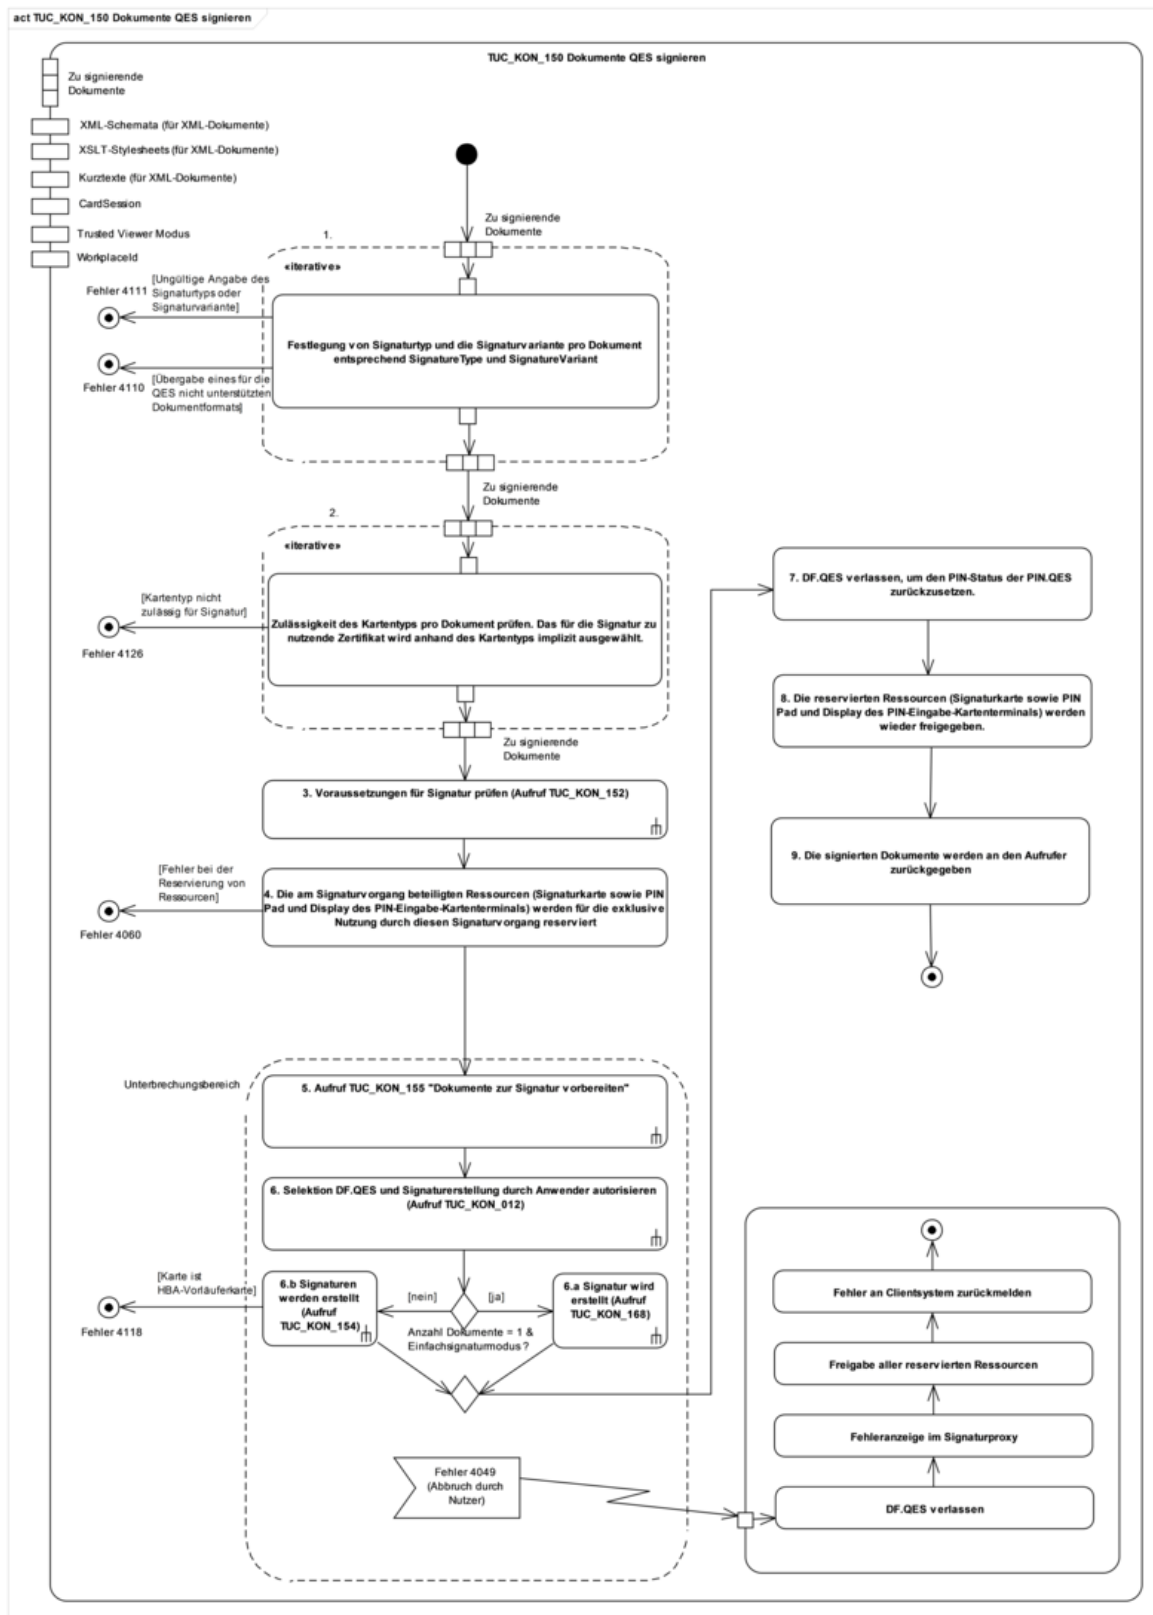 act TUC_KON_150 Dokumente QES signieren
TUC_KON_150 Dokumente QES signieren
Zu signierende
Dokumente
XML-Schemata (für XML-Dokumente)
XSLT-Stylesheets (für XML-Dokumente)
Kurztexte (für XML-Dokumente)
CardSession
Trusted Viewer Modus
WorkplaceId
Zu signierende
Dokumente
1.
«iterative»
[Ungültige Angabe des
Signaturtyps oder
Signaturvariante]
Fehler 4111
Festlegung von Signaturtyp und die Signaturvariante pro Dokument
entsprechend SignatureType und SignatureVariant
Fehler 4110
[Übergabe eines für die
QES nicht unterstützten
Dokumentformats]
Zu signierende
Dokumente
2.
«iterative»
[Kartentyp nicht
zulässig für Signatur]
Fehler 4126
Zulässigkeit des Kartentyps pro Dokument prüfen. Das für die Signatur zu
nutzende Zertifikat wird anhand des Kartentyps implizit ausgewählt.
Zu signierende
Dokumente
3. Voraussetzungen für Signatur prüfen (Aufruf TUC_KON_152)
[Fehler bei der
Reservierung von
Ressourcen]
Fehler 4060
4. Die am Signaturvorgang beteiligten Ressourcen (Signaturkarte sowie PIN
Pad und Display des PIN-Eingabe-Kartenterminals) werden für die exklusive
Nutzung durch diesen Signaturvorgang reserviert
Unterbrechungsbereich
5. Aufruf TUC_KON_155 "Dokumente zur Signatur vorbereiten"
6. Selektion DF.QES und Signaturerstellung durch Anwender autorisieren
(Aufruf TUC_KON_012)
[Karte ist
HBA-Vorläuferkarte]
Fehler 4118
6.b Signaturen
werden erstellt
(Aufruf
TUC_KON_154)
[nein]
[ja]
Anzahl Dokumente = 1 &
Einfachsignaturmodus?
6.a Signatur wird
erstellt (Aufruf
TUC_KON_168)
Fehler 4049
(Abbruch durch
Nutzer)
7. DF.QES verlassen, um den PIN-Status der PIN.QES
zurückzusetzen.
8. Die reservierten Ressourcen (Signaturkarte sowie PIN
Pad und Display des PIN-Eingabe-Kartenterminals) werden
wieder freigegeben.
9. Die signierten Dokumente werden an den Aufrufer
zurückgegeben
Fehler an Clientsystem zurückmelden
Freigabe aller reservierten Ressourcen
Fehleranzeige im Signaturproxy
DF.QES verlassen